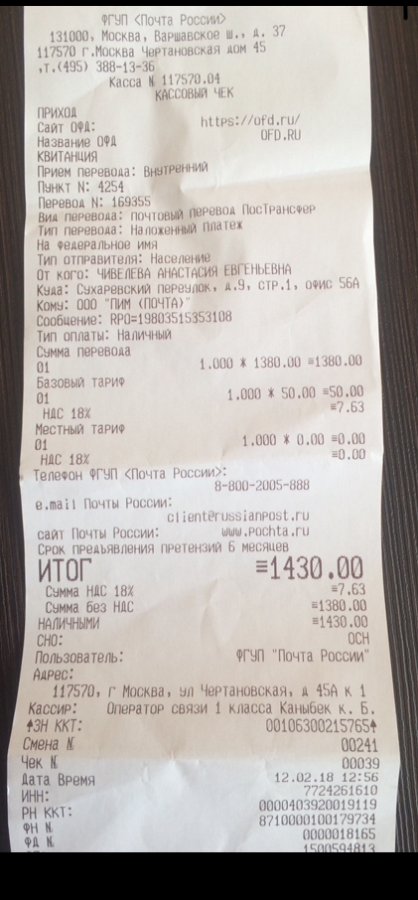 ФГУП <Почта России>
131000, Москва, Варшавское ш., д. 37
117570 г.Москва Чертановская дом 45
,т.(495) 388-13-36
Касса № 117570.04
КАССОВЫЙ ЧЕК
ПРИХОД
Сайт ОФД: https://ofd.ru/
Название ОФД OFD.RU
КВИТАНЦИЯ
Прием перевода: Внутренний
Пункт N: 4254
Перевод N: 169355
Вид перевода: почтовый перевод ПосТрансфер
Тип перевода: Наложенный платеж
На федеральное имя
Тип отправителя: Население
От кого: ЧИВЕЛЕВА АНАСТАСИЯ ЕВГЕНЬЕВНА
Куда: Сухаревский переулок, д.9, стр.1, офис 56А
Кому: ООО "ПИМ (ПОЧТА)"
Сообщение: RPO=19803515353108
Тип оплаты: Наличный
Сумма перевода
01 1.000 * 1380.00 ≡1380.00
Базовый тариф
01 1.000 * 50.00 ≡50.00
НДС 18% ≡7.63
Местный тариф
01 1.000 * 0.00 ≡0.00
НДС 18% ≡0.00
Телефон ФГУП <Почта России>:
8-800-2005-888
e.mail Почты России:
client@russianpost.ru
сайт Почты России: www.pochta.ru
Срок предъявления претензий 6 месяцев
ИТОГ ≡1430.00
Сумма НДС 18% ≡7.63
Сумма без НДС ≡1380.00
НАЛИЧНЫМИ ≡1430.00
СНО: ОСН
Пользователь: ФГУП "Почта России"
Адрес:
117570, г Москва, ул Чертановская, д 45А к 1
Кассир: Оператор связи 1 класса Каныбек к. Б.
ЗН ККТ: 00106300215765
Смена № 00241
Чек № 00039
Дата Время 12.02.18 12:56
ИНН: 7724261610
РН ККТ: 0000403920019119
ФН № 8710000100179734
ФД № 0000018165
1500594813